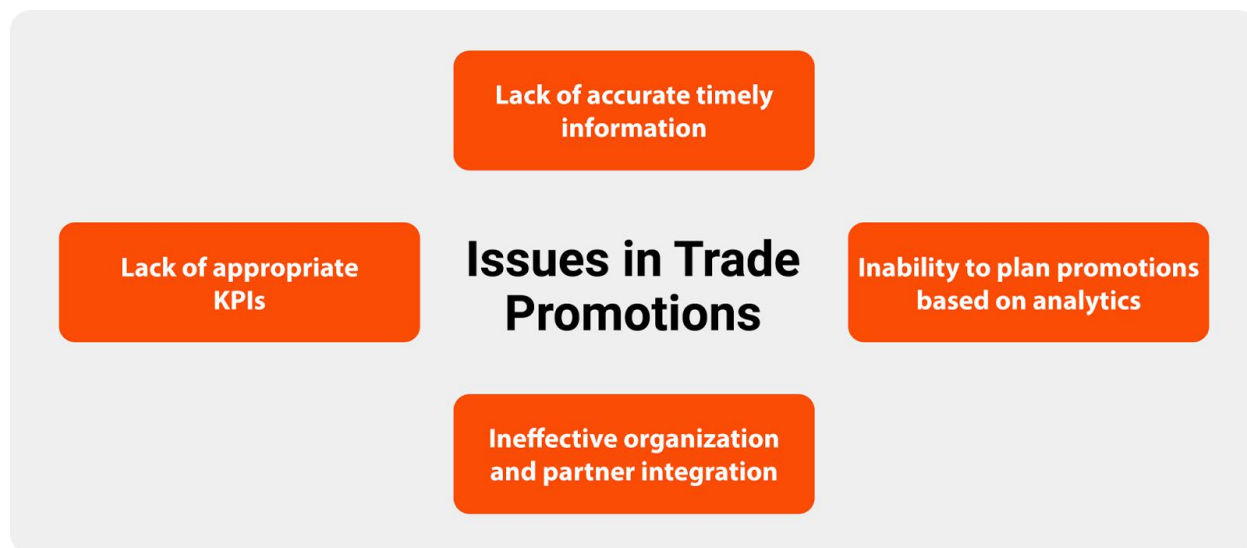 Lack of accurate timely
information
Lack of appropriate
KPIs
Issues in Trade
Promotions
Inability to plan promotions
based on analytics
Ineffective organization
and partner integration